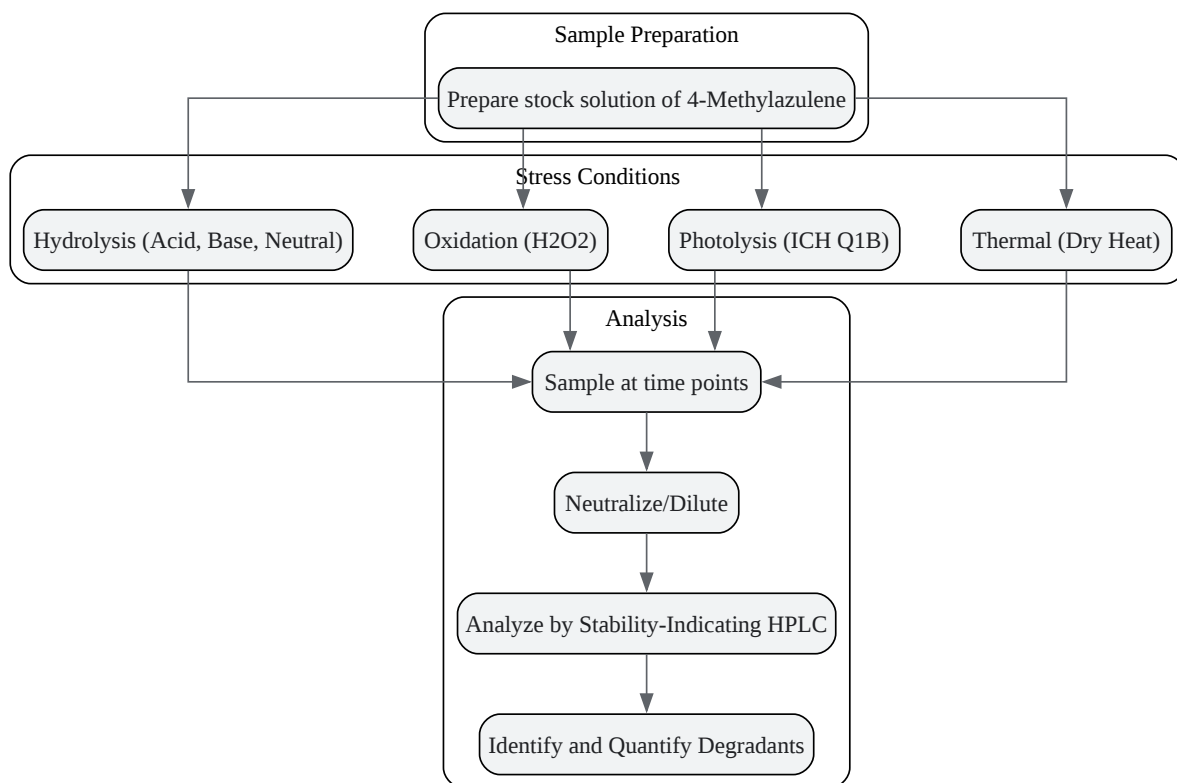 Sample Preparation
Prepare stock solution of 4-Methylazulene
Stress Conditions
Hydrolysis (Acid, Base, Neutral)
Oxidation (H2O2)
Photolysis (ICH Q1B)
Thermal (Dry Heat)
Analysis
Sample at time points
Neutralize/Dilute
Analyze by Stability-Indicating HPLC
Identify and Quantify Degradants